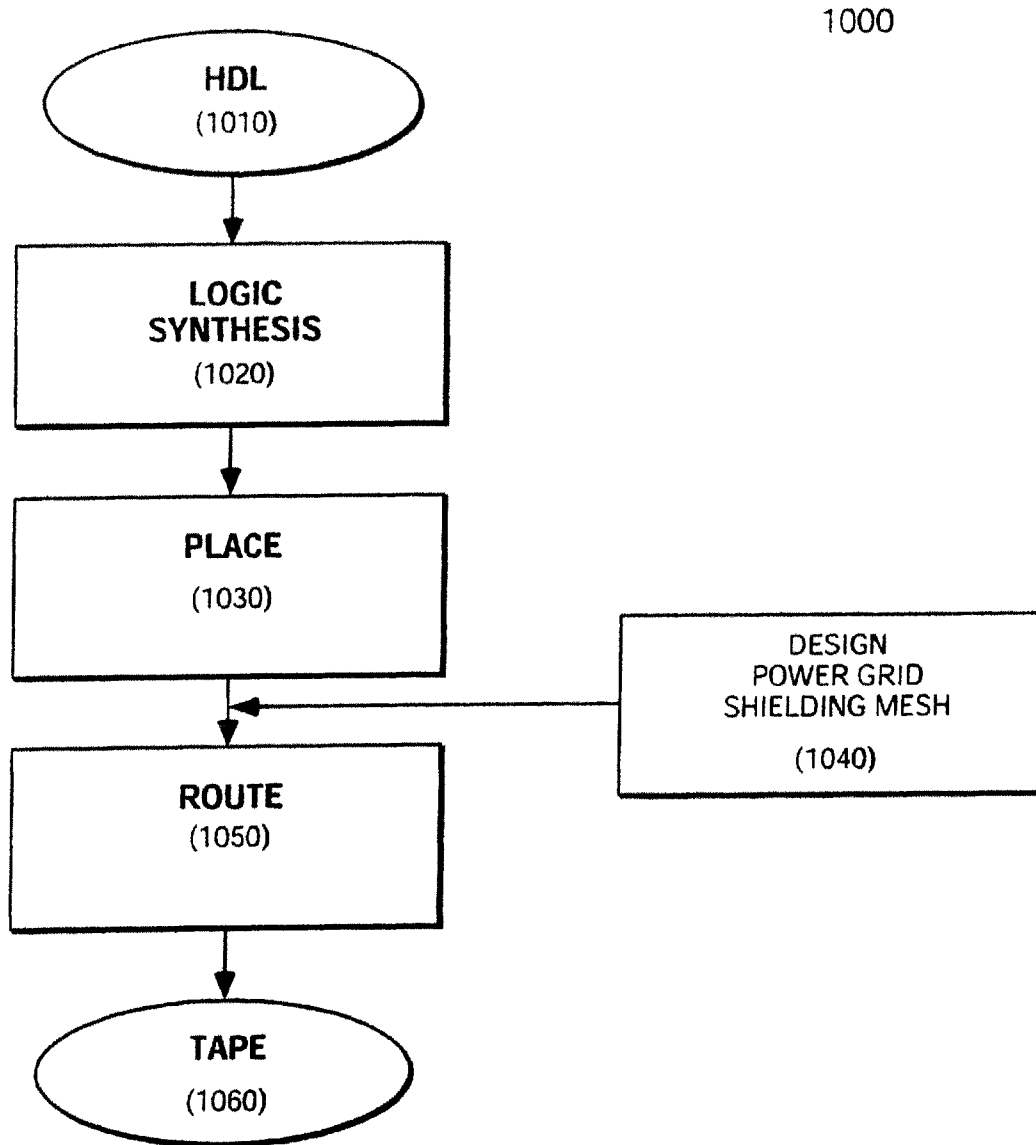 1000
HDL
(1010)
LOGIC
SYNTHESIS
(1020)
PLACE
(1030)
DESIGN
POWER GRID
SHIELDING MESH
(1040)
ROUTE
(1050)
TAPE
(1060)